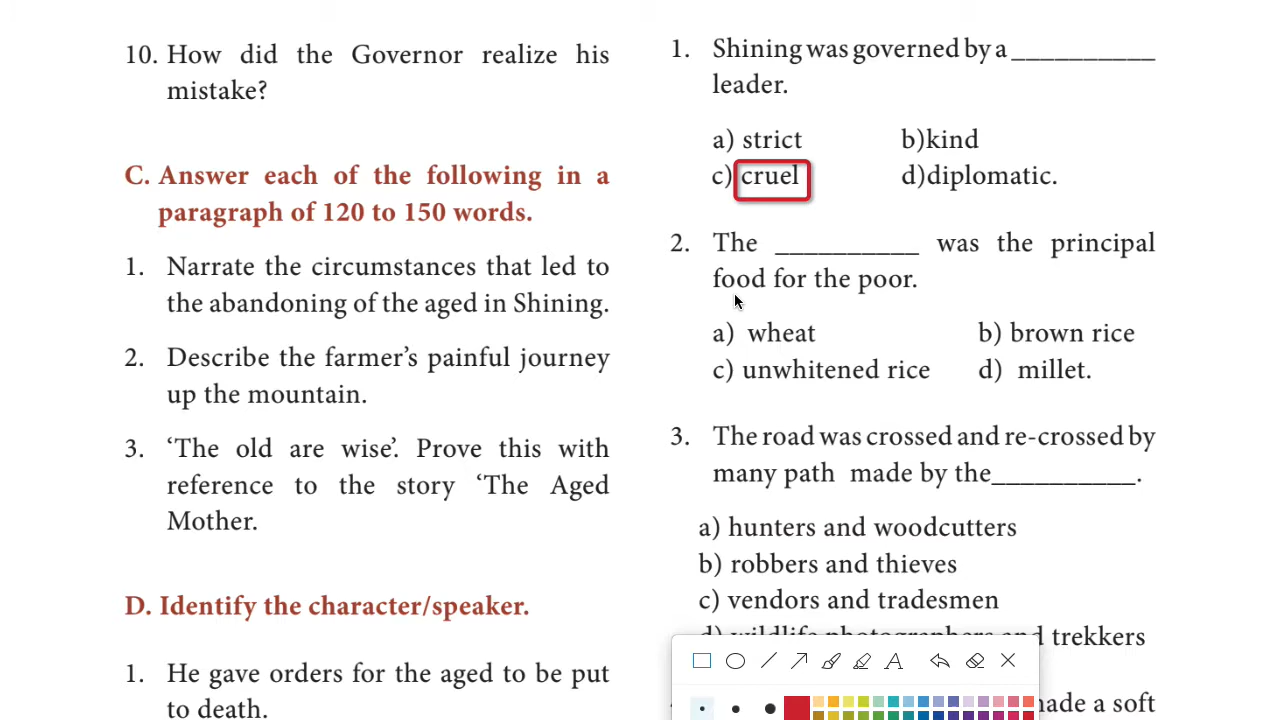 10. How did the Governor realize his
mistake?
C. Answer each of the following in a
paragraph of 120 to 150 words.
1. Narrate the circumstances that led to
the abandoning of the aged in Shining.
2. Describe the farmer’s painful journey
up the mountain.
3. ‘The old are wise’. Prove this with
reference to the story ‘The Aged
Mother.
D. Identify the character/speaker.
1. He gave orders for the aged to be put
to death.
1. Shining was governed by a __________
leader.
a) strict b)kind
c) cruel d)diplomatic.
2. The __________ was the principal
food for the poor.
a) wheat b) brown rice
c) unwhitened rice d) millet.
3. The road was crossed and re-crossed by
many path made by the__________.
a) hunters and woodcutters
b) robbers and thieves
c) vendors and tradesmen
d) wildlife photographers and trekkers
made a soft